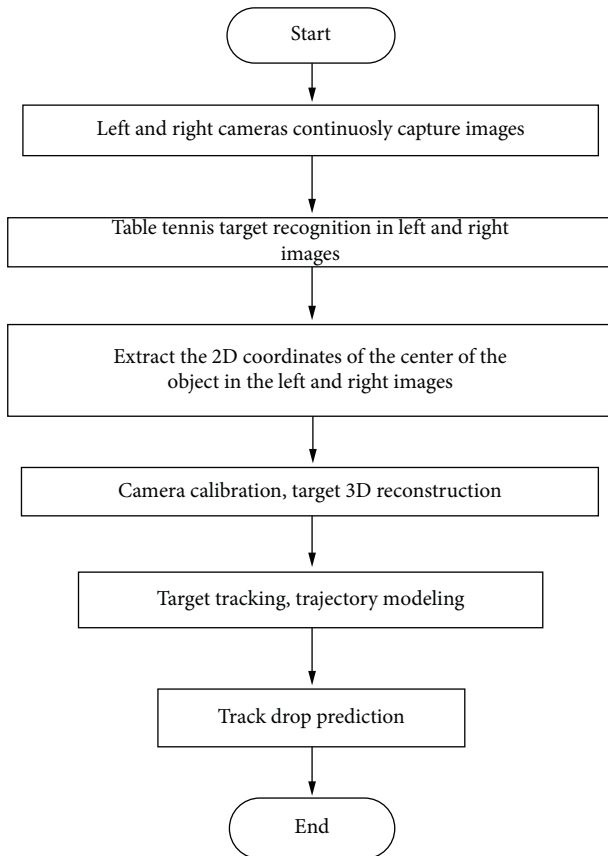 Start
Left and right cameras continuosly capture images
Table tennis target recognition in left and right
images
Extract the 2D coordinates of the center of the
object in the left and right images
Camera calibration, target 3D reconstruction
Target tracking, trajectory modeling
Track drop prediction
End